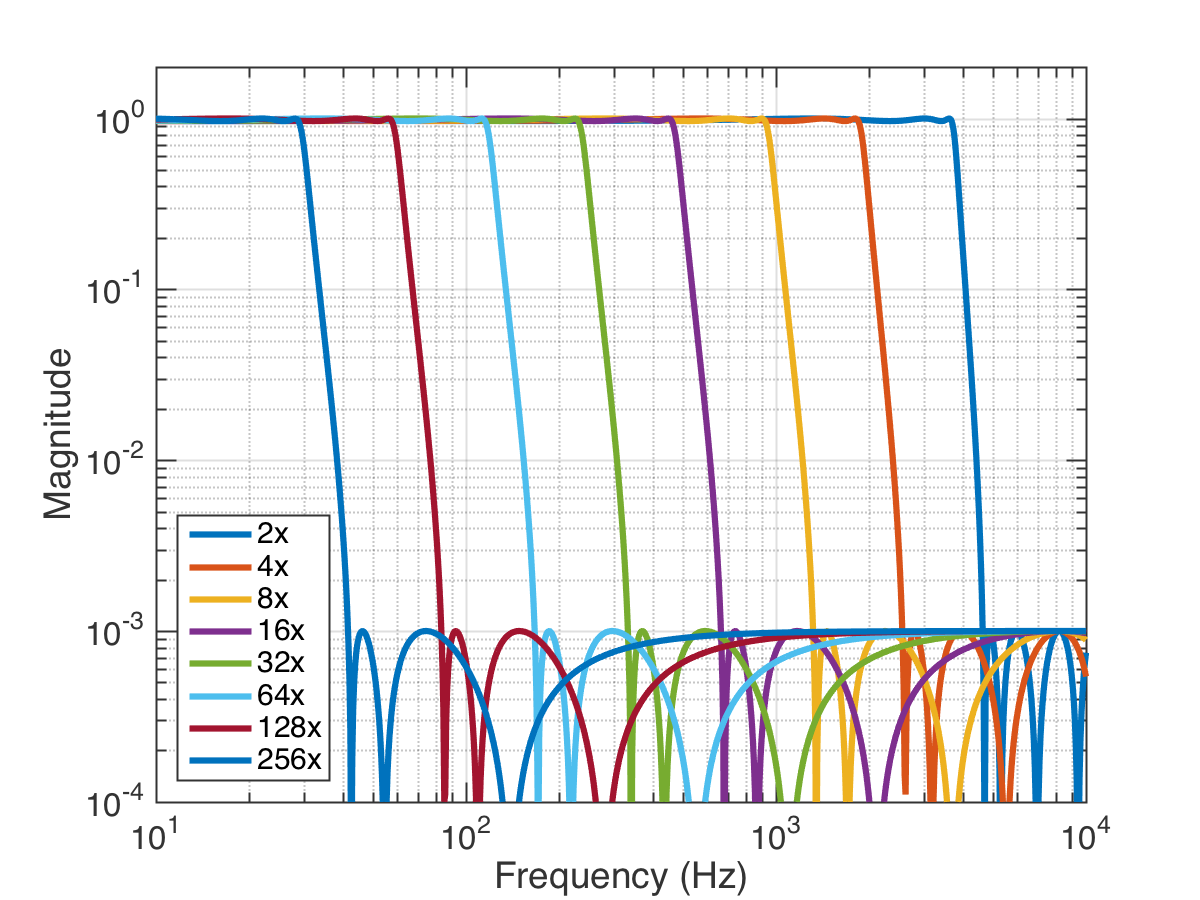 10^0
10^-1
10^-2
10^-3
10^-4
Magnitude
2x
4x
8x
16x
32x
64x
128x
256x
10^1 10^2 10^3 10^4
Frequency (Hz)